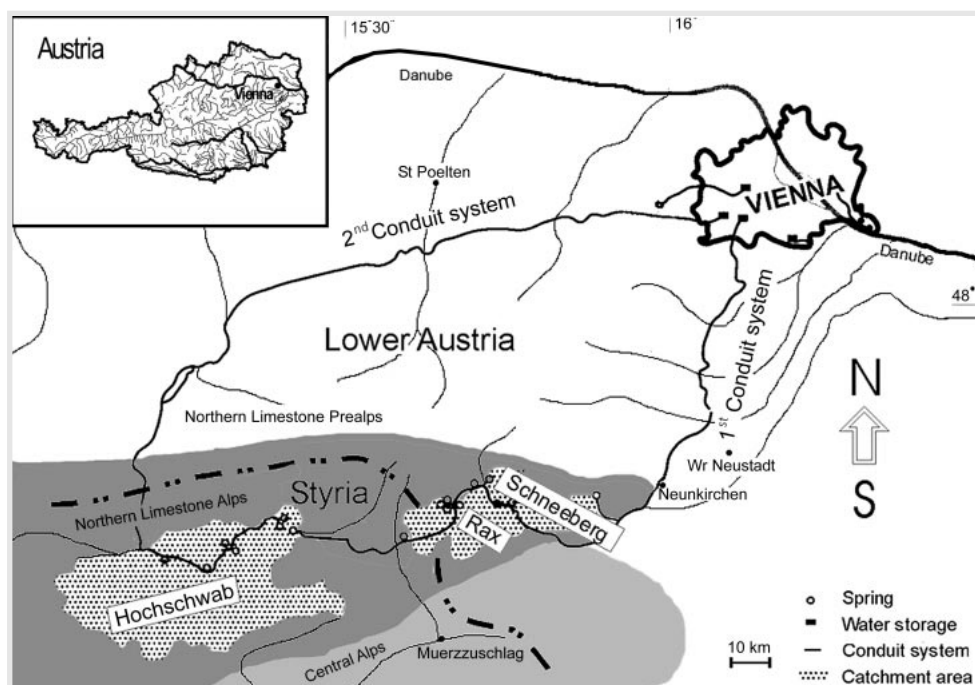 Austria
Vienna
15 30'
16
Danube
St Poelten
2nd Conduit system
VIENNA
Danube
48°
1st Conduit system
Lower Austria
N
S
Northern Limestone Prealps
Wr Neustadt
Neunkirchen
Styria
Northern Limestone Alps
Schneeberg
Rax
Hochschwab
Central Alps
Muerzzuschlag
10 km
Spring
Water storage
Conduit system
Catchment area